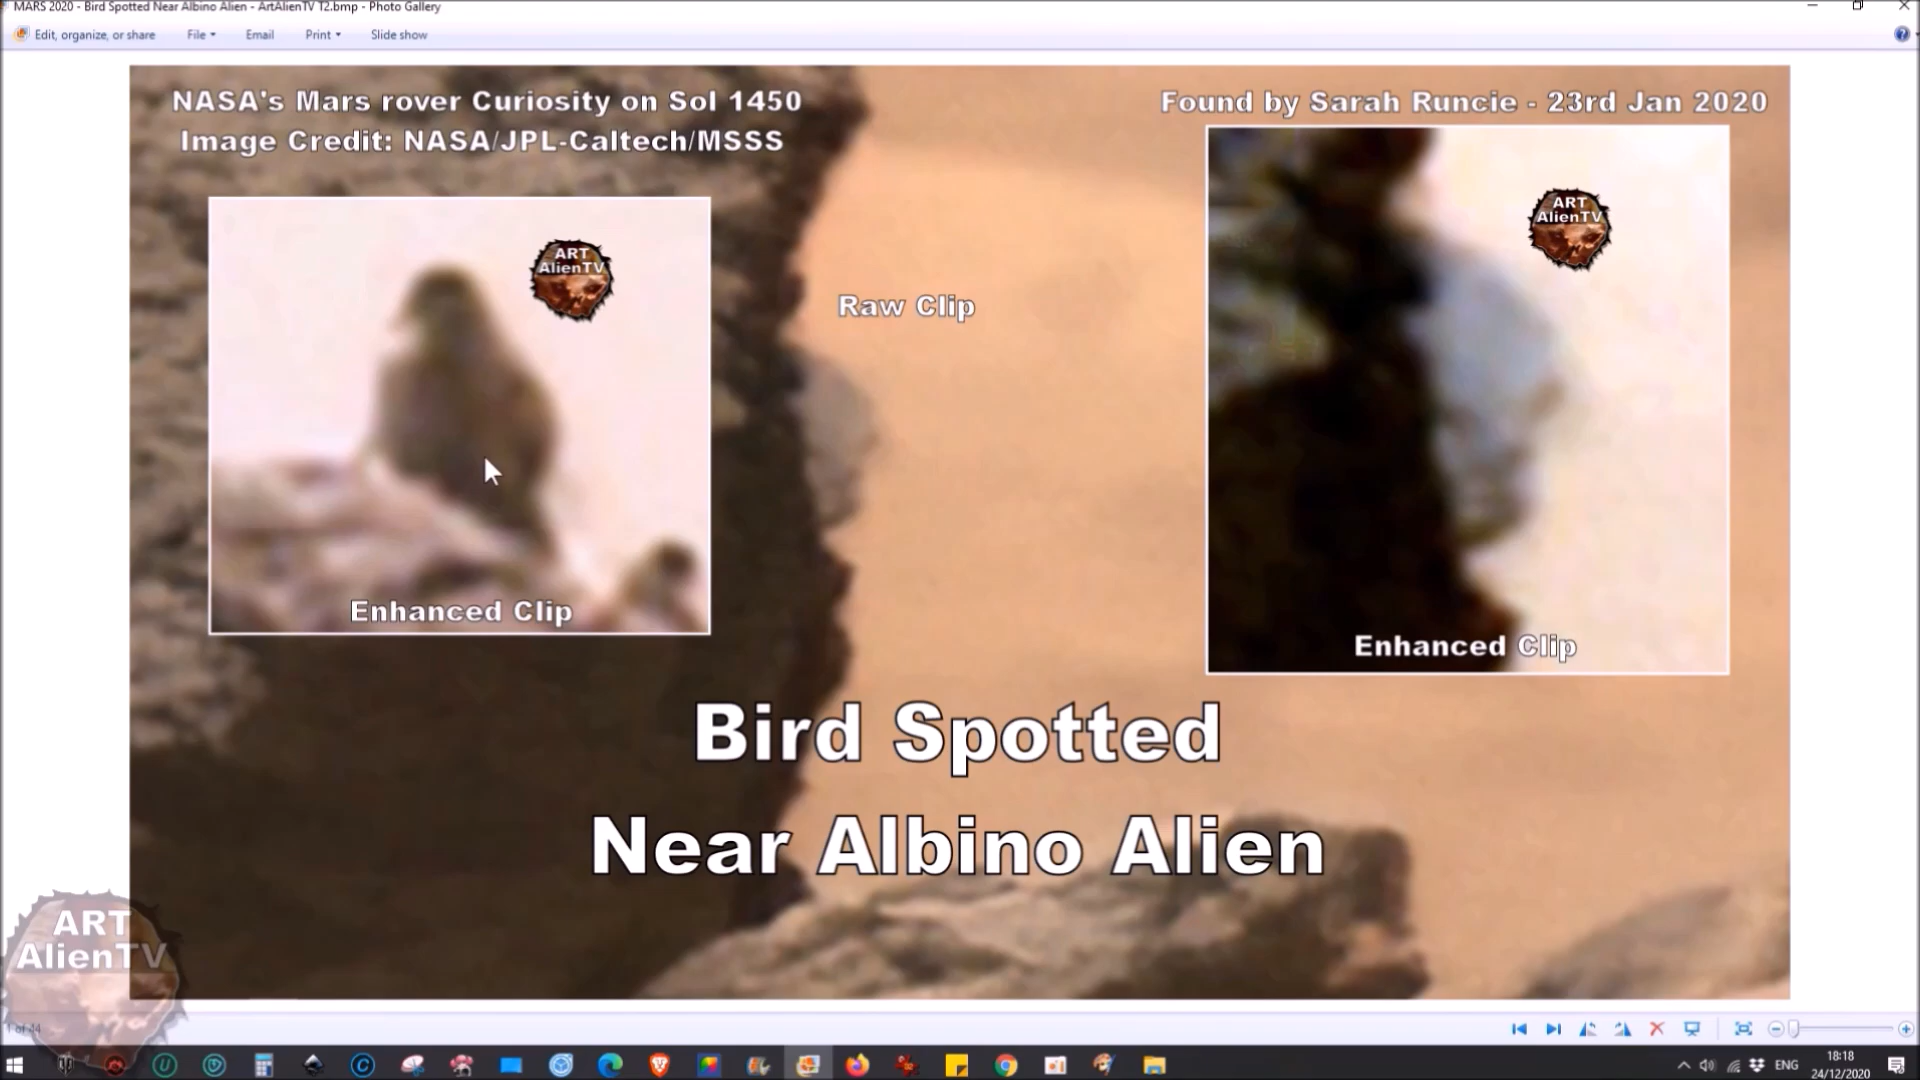 MARS 2020 - Bird Spotted Near Albino Alien - ArtAlienTV T2.bmp - Photo Gallery
Edit, organize, or share File Email Print Slide show
NASA's Mars rover Curiosity on Sol 1450
Image Credit: NASA/JPL-Caltech/MSSS
Found by Sarah Runcie - 23rd Jan 2020
ART
AlienTV
ART
AlienTV
Raw Clip
Enhanced Clip
Enhanced Clip
Bird Spotted
Near Albino Alien
ART
AlienTV
1 of 44
ENG
18:18
24/12/2020